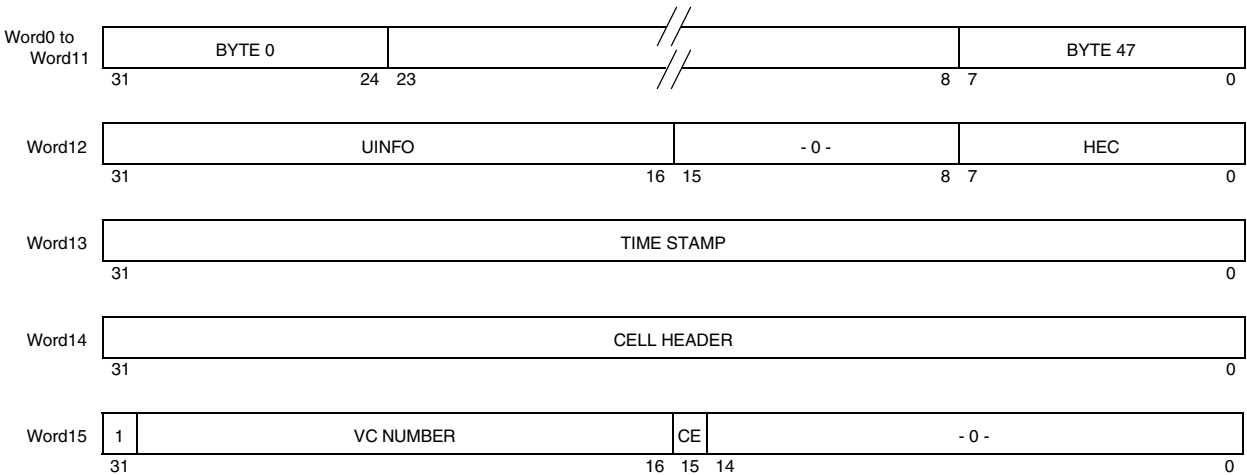 Word0 to
Word11
BYTE 0
BYTE 47
31 24 23 8 7 0
Word12
UINFO
- 0 -
HEC
31 16 15 8 7 0
Word13
TIME STAMP
31 0
Word14
CELL HEADER
31 0
Word15
1
VC NUMBER
CE
- 0 -
31 16 15 14 0